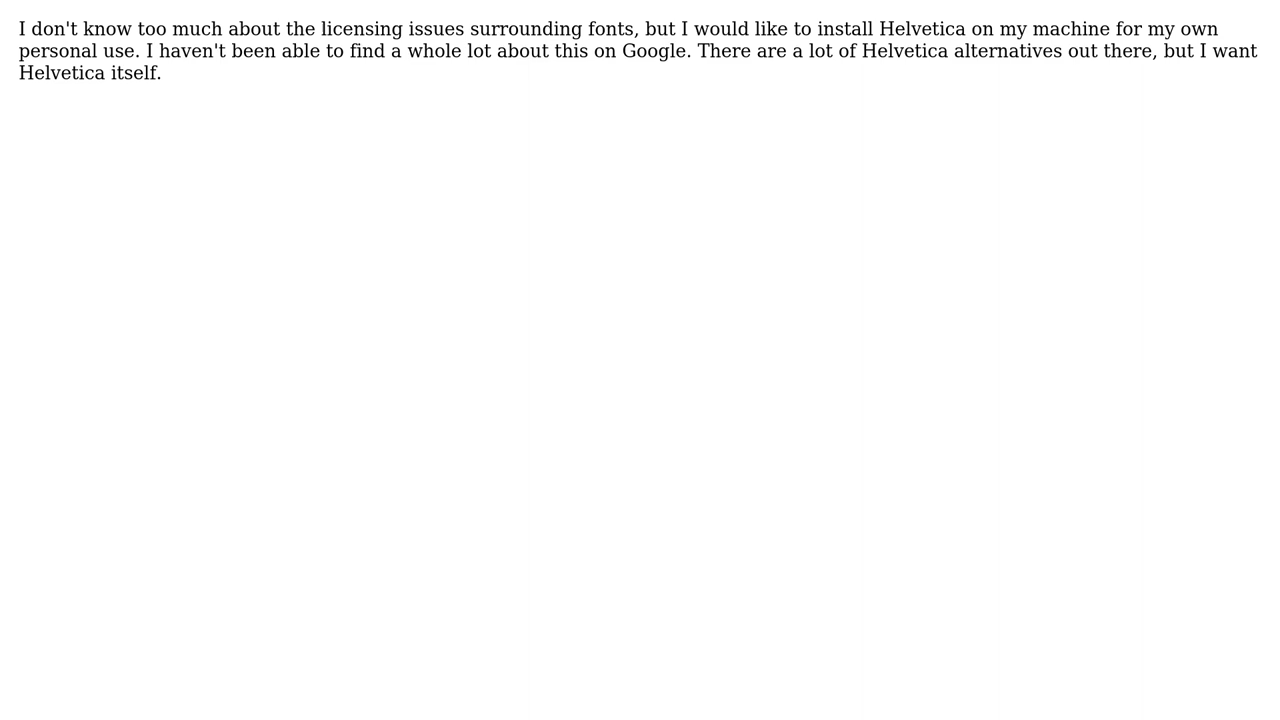 I don't know too much about the licensing issues surrounding fonts, but I would like to install Helvetica on my machine for my own
personal use. I haven't been able to find a whole lot about this on Google. There are a lot of Helvetica alternatives out there, but I want
Helvetica itself.